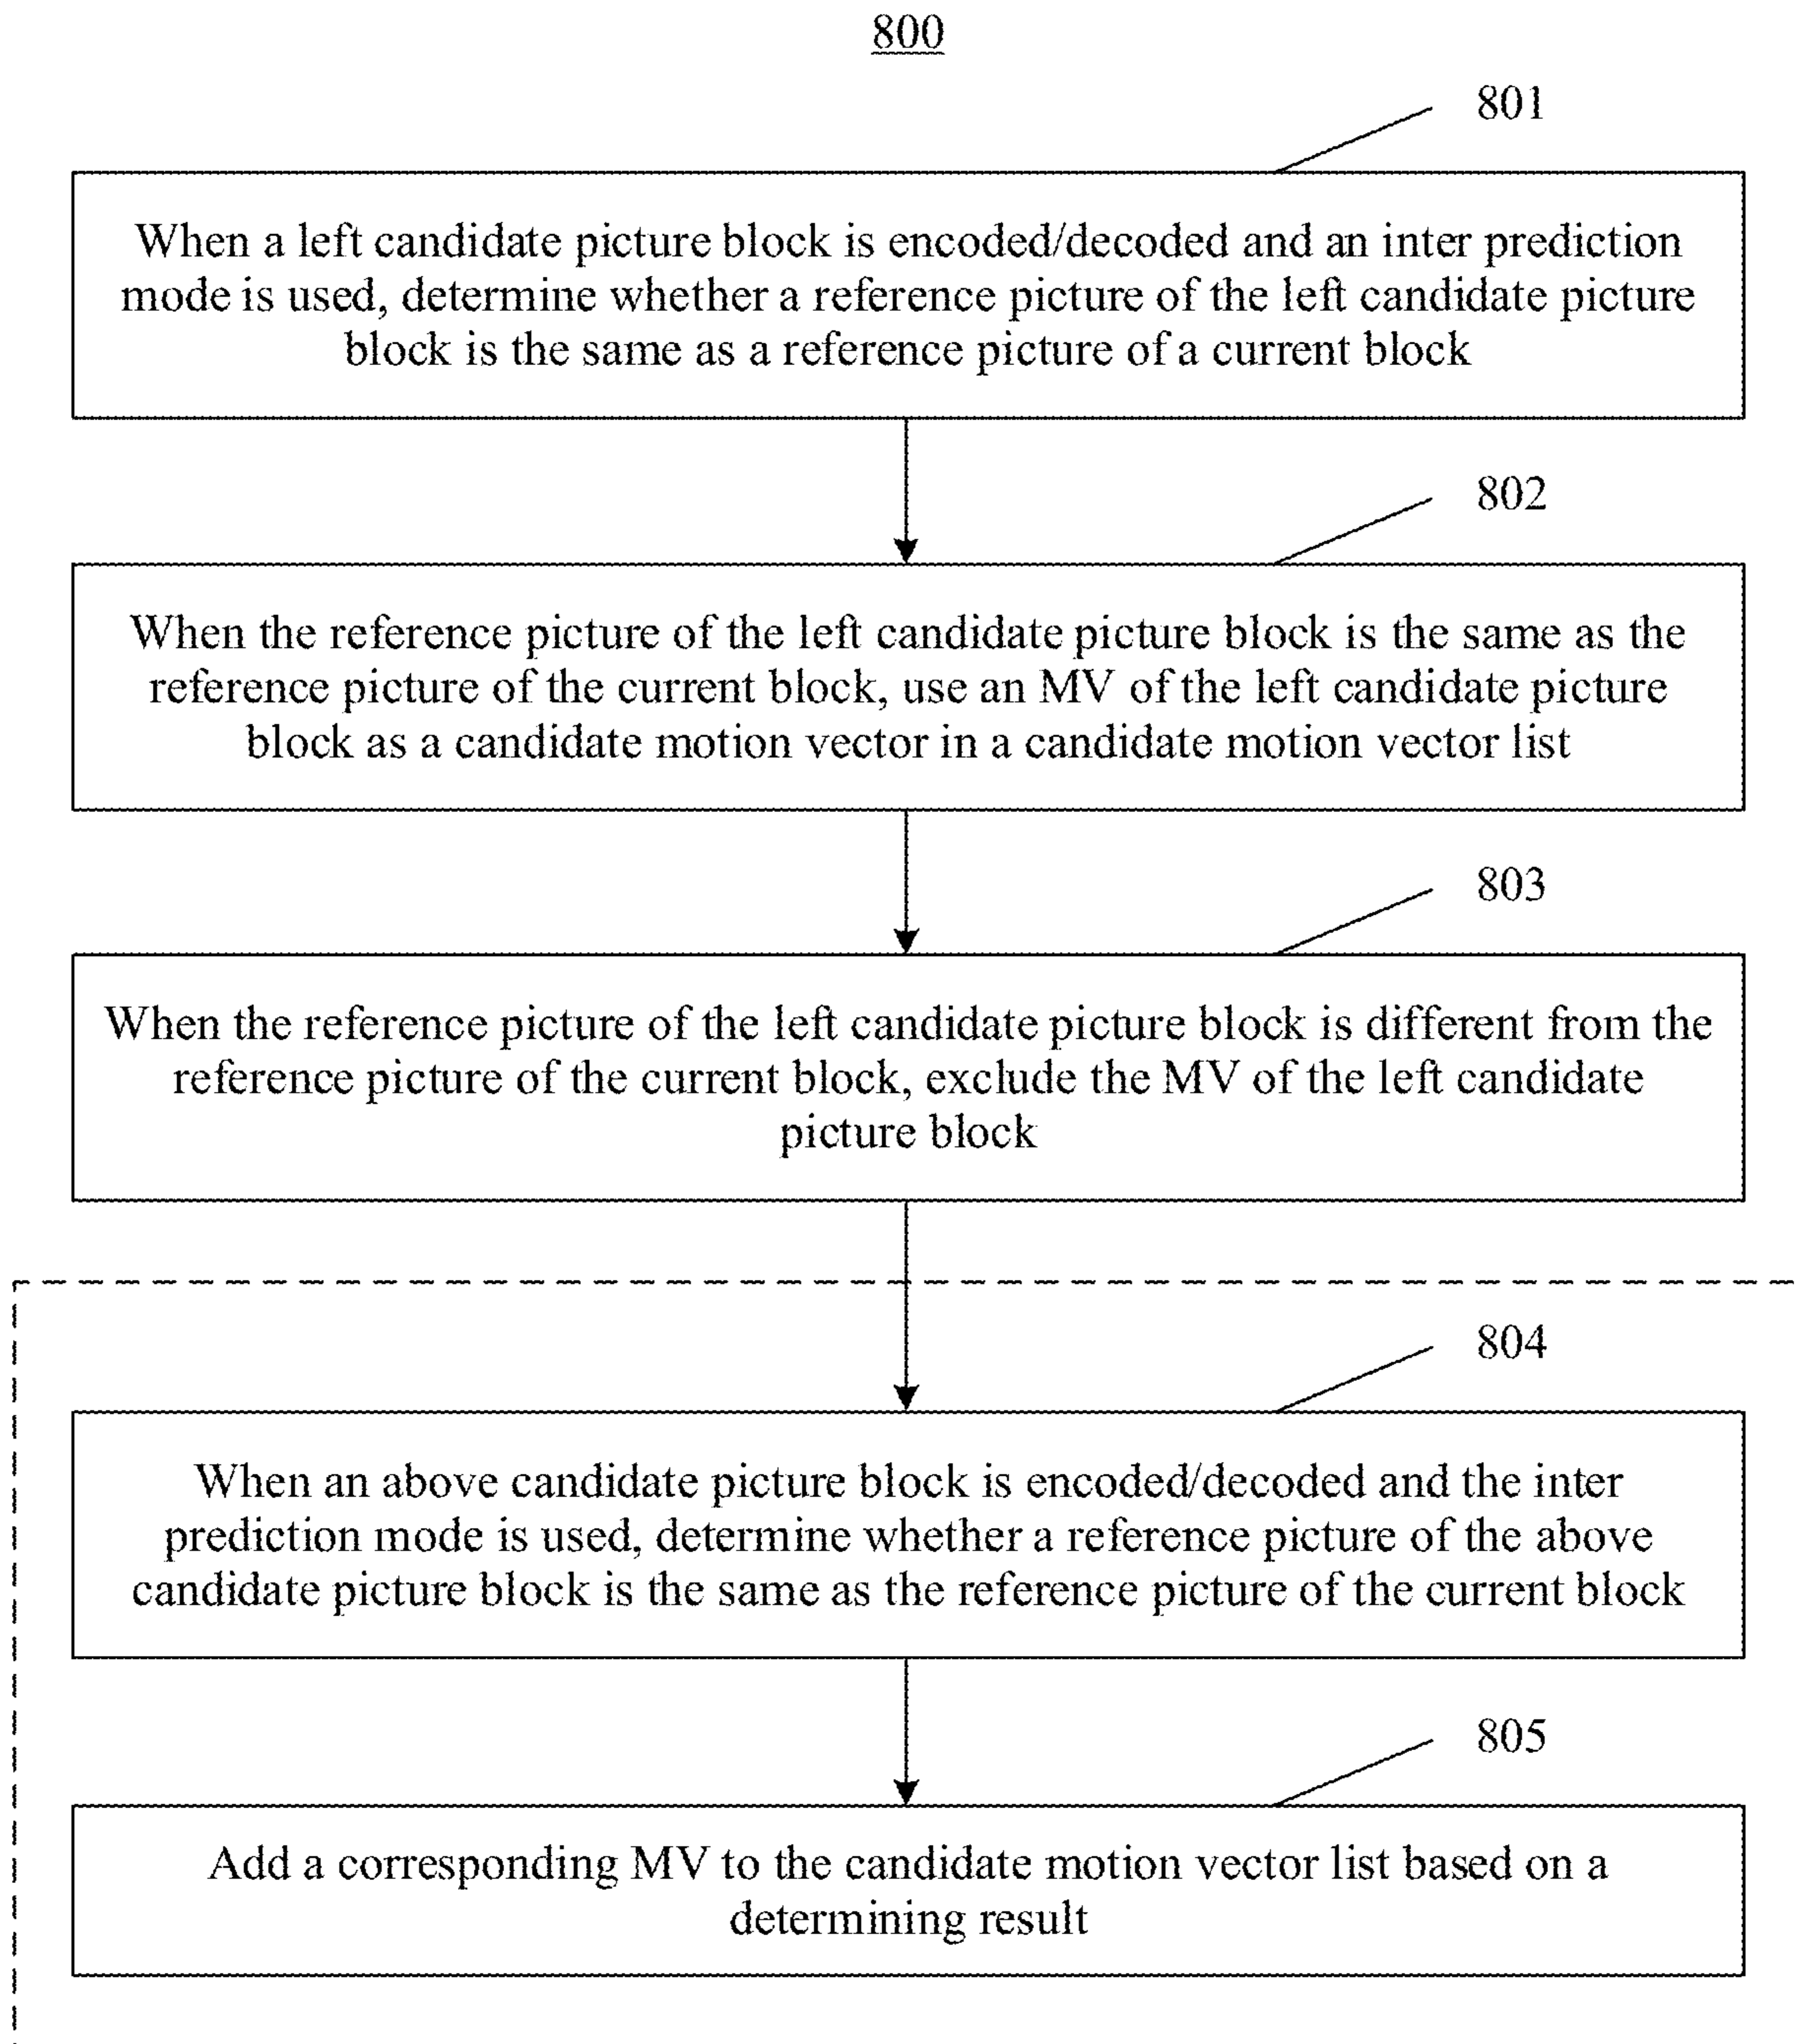 800
801
When a left candidate picture block is encoded/decoded and an inter prediction
mode is used, determine whether a reference picture of the left candidate picture
block is the same as a reference picture of a current block
802
When the reference picture of the left candidate picture block is the same as the
reference picture of the current block, use an MV of the left candidate picture
block as a candidate motion vector in a candidate motion vector list
803
When the reference picture of the left candidate picture block is different from the
reference picture of the current block, exclude the MV of the left candidate
picture block
804
When an above candidate picture block is encoded/decoded and the inter
prediction mode is used, determine whether a reference picture of the above
candidate picture block is the same as the reference picture of the current block
805
Add a corresponding MV to the candidate motion vector list based on a
determining result